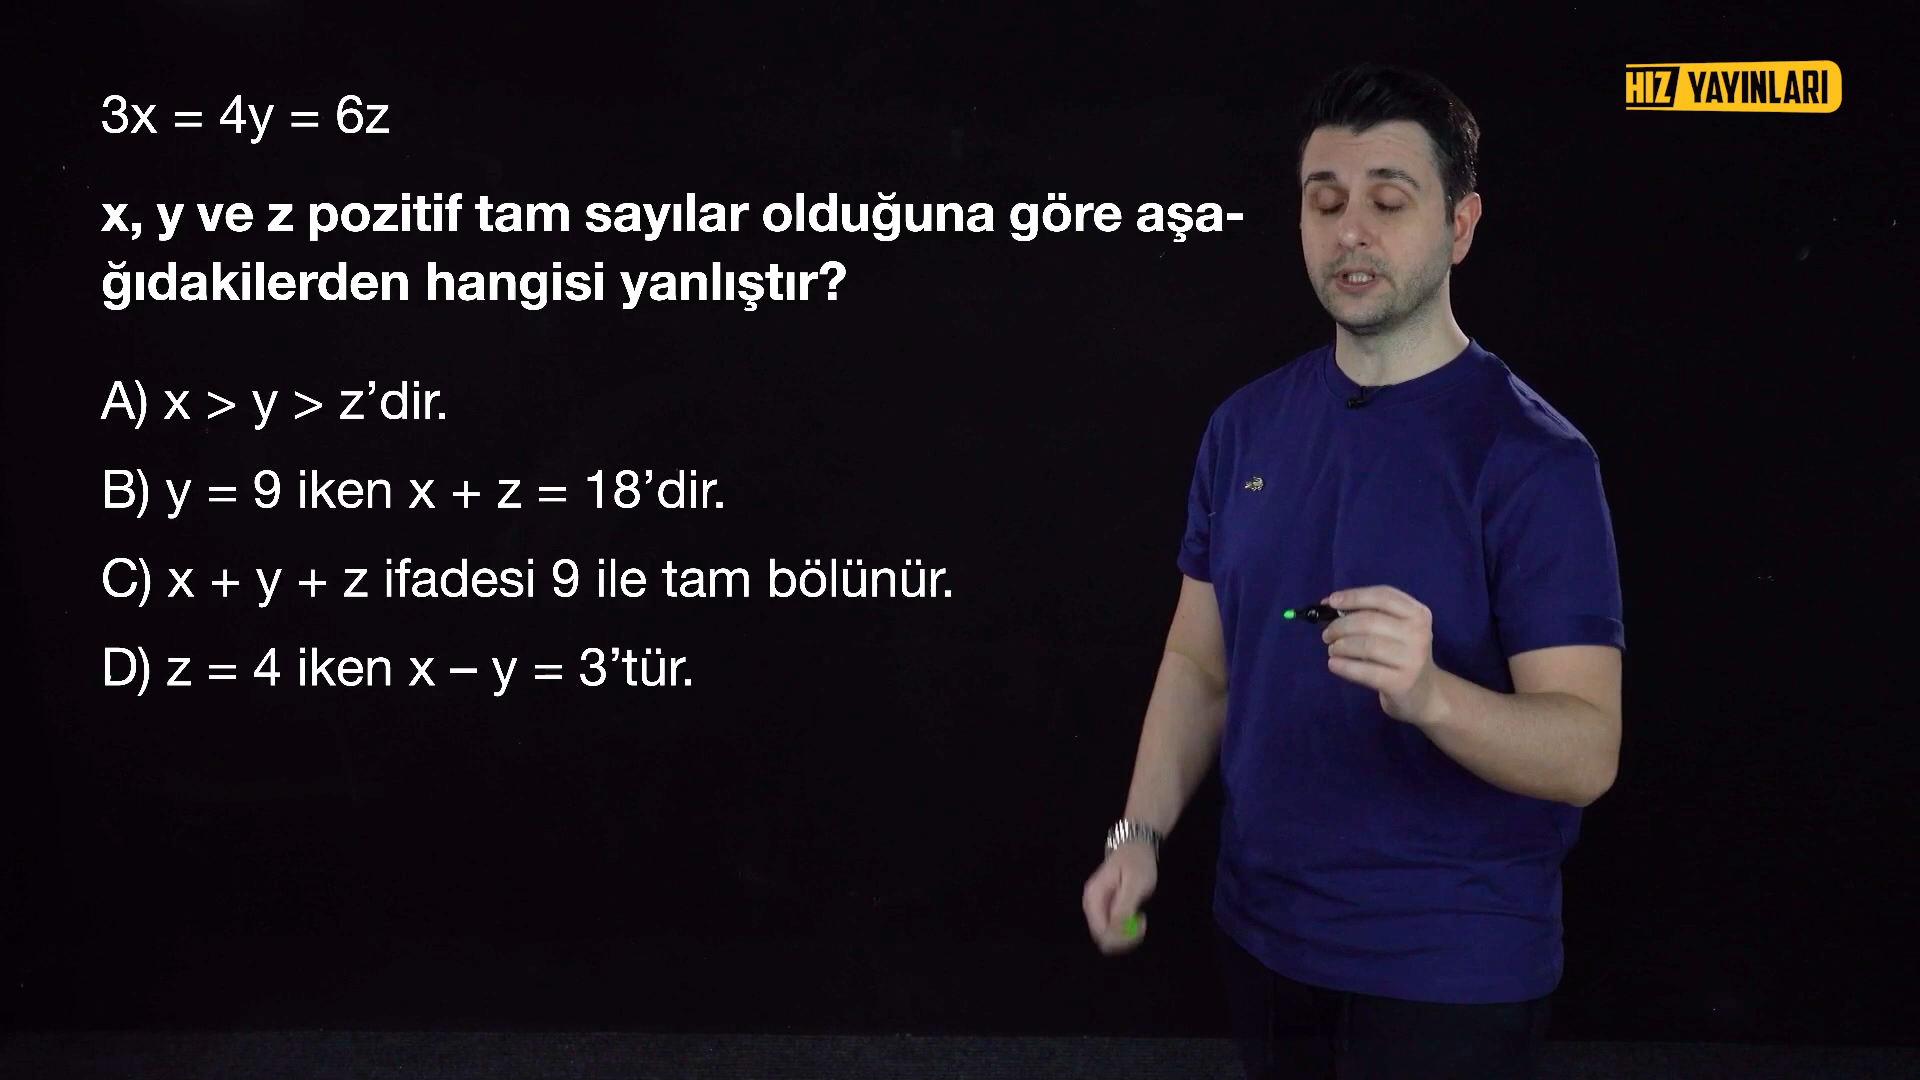 HIZ YAYINLARI
3x = 4y = 6z
x, y ve z pozitif tam sayılar olduğuna göre aşa-
ğıdakilerden hangisi yanlıştır?
A) x > y > z’dir.
B) y = 9 iken x + z = 18’dir.
C) x + y + z ifadesi 9 ile tam bölünür.
D) z = 4 iken x – y = 3’tür.